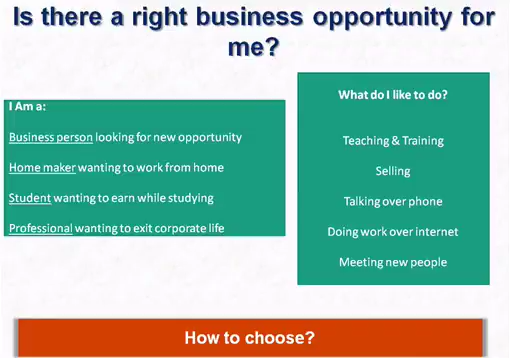 Is there a right business opportunity for
me?
I Am a:
Business person looking for new opportunity
Home maker wanting to work from home
Student wanting to earn while studying
Professional wanting to exit corporate life
What do I like to do?
Teaching & Training
Selling
Talking over phone
Doing work over internet
Meeting new people
How to choose?